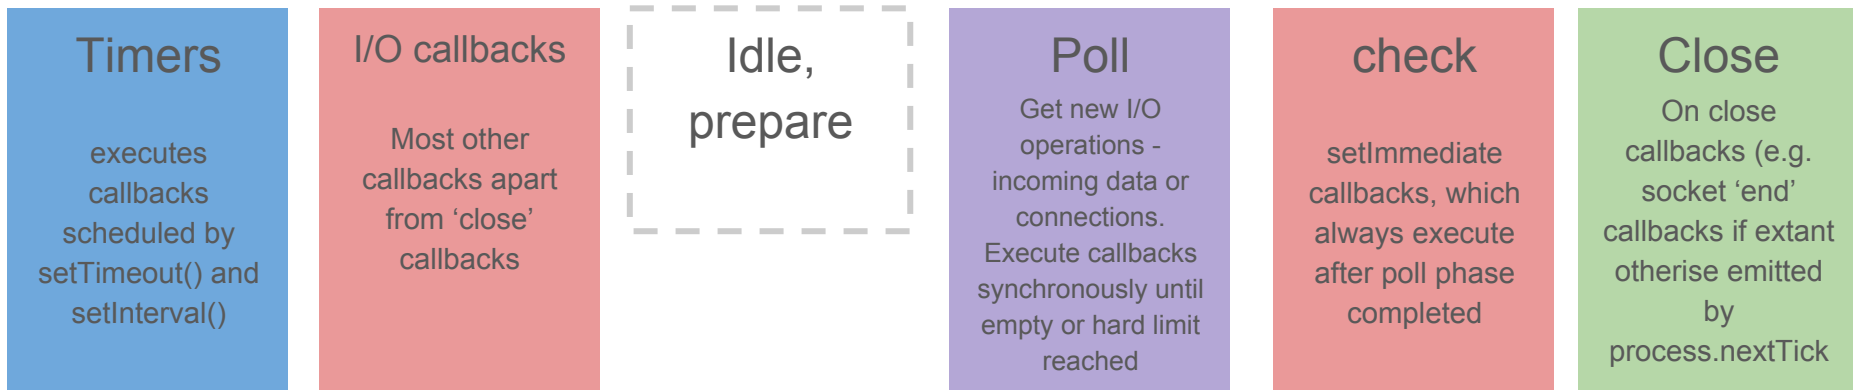 Timers
executes
callbacks
scheduled by
setTimeout() and
setInterval()
I/O callbacks
Most other
callbacks apart
from ‘close’
callbacks
Idle,
prepare
Poll
Get new I/O
operations -
incoming data or
connections.
Execute callbacks
synchronously until
empty or hard limit
reached
check
setImmediate
callbacks, which
always execute
after poll phase
completed
Close
On close
callbacks (e.g.
socket ‘end’
callbacks if extant
otherise emitted
by
process.nextTick